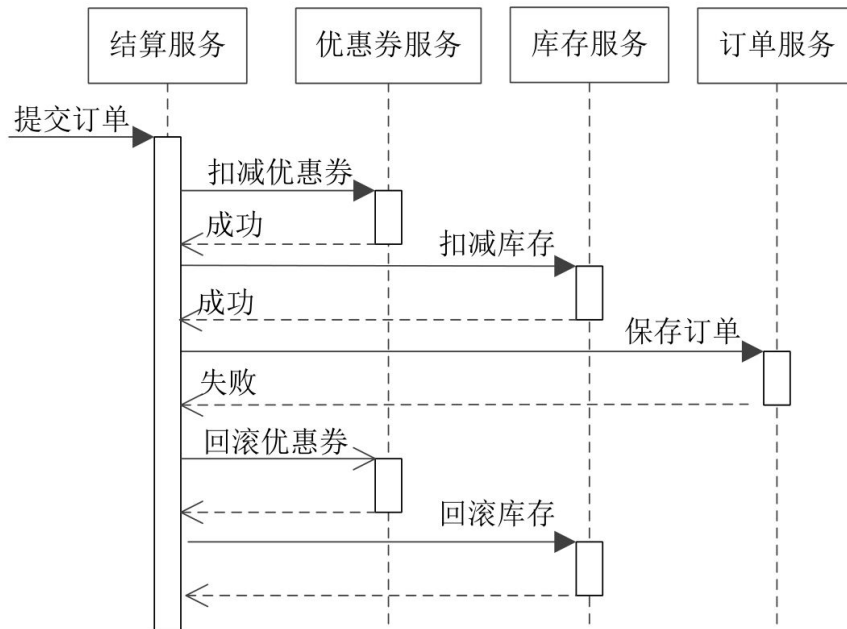 结算服务
优惠券服务
库存服务
订单服务
提交订单
扣减优惠券
成功
扣减库存
成功
保存订单
失败
回滚优惠券
回滚库存